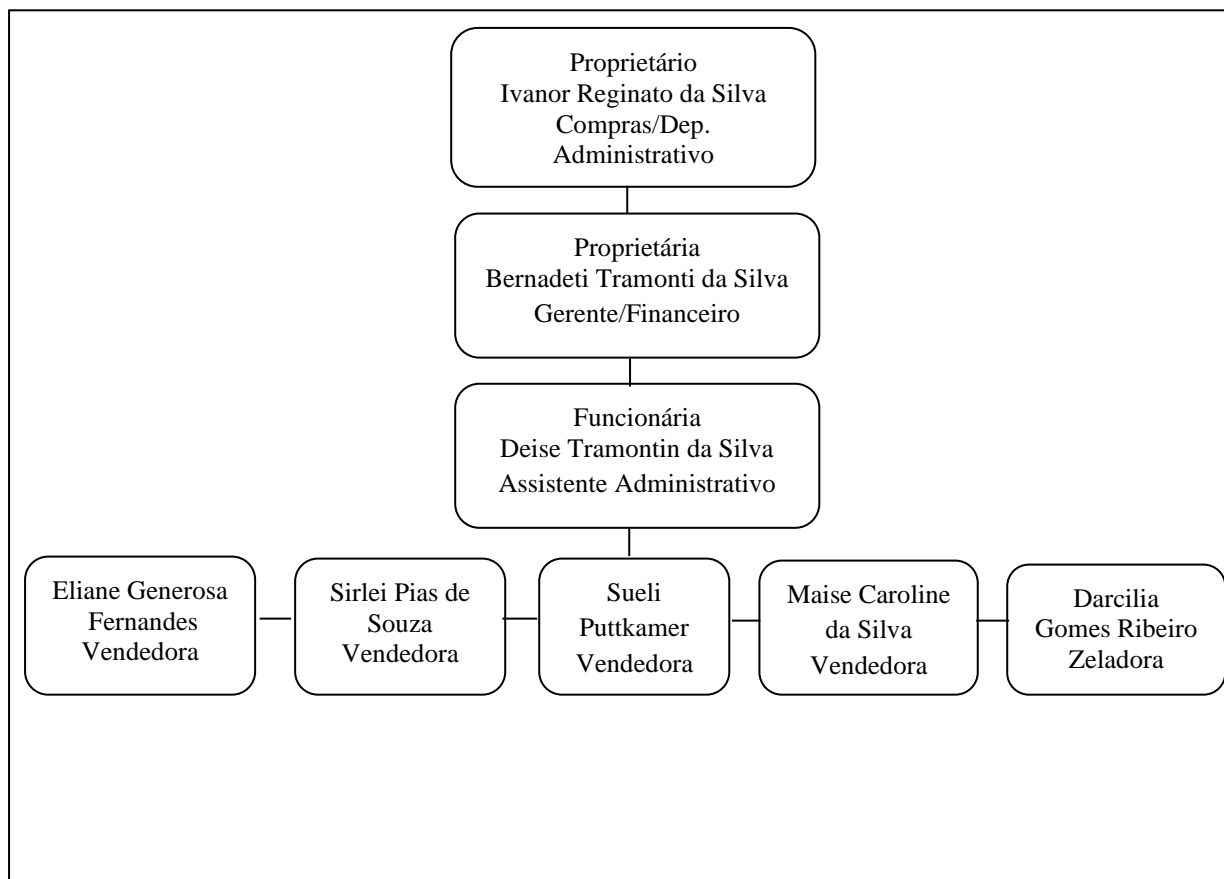 Proprietário
Ivanor Reginato da Silva
Compras/Dep.
Administrativo
Proprietária
Bernadeti Tramonti da Silva
Gerente/Financeiro
Funcionária
Deise Tramontin da Silva
Assistente Administrativo
Eliane Generosa
Fernandes
Vendedora
Sirlei Pias de
Souza
Vendedora
Sueli
Puttkamer
Vendedora
Maise Caroline
da Silva
Vendedora
Darcilia
Gomes Ribeiro
Zeladora